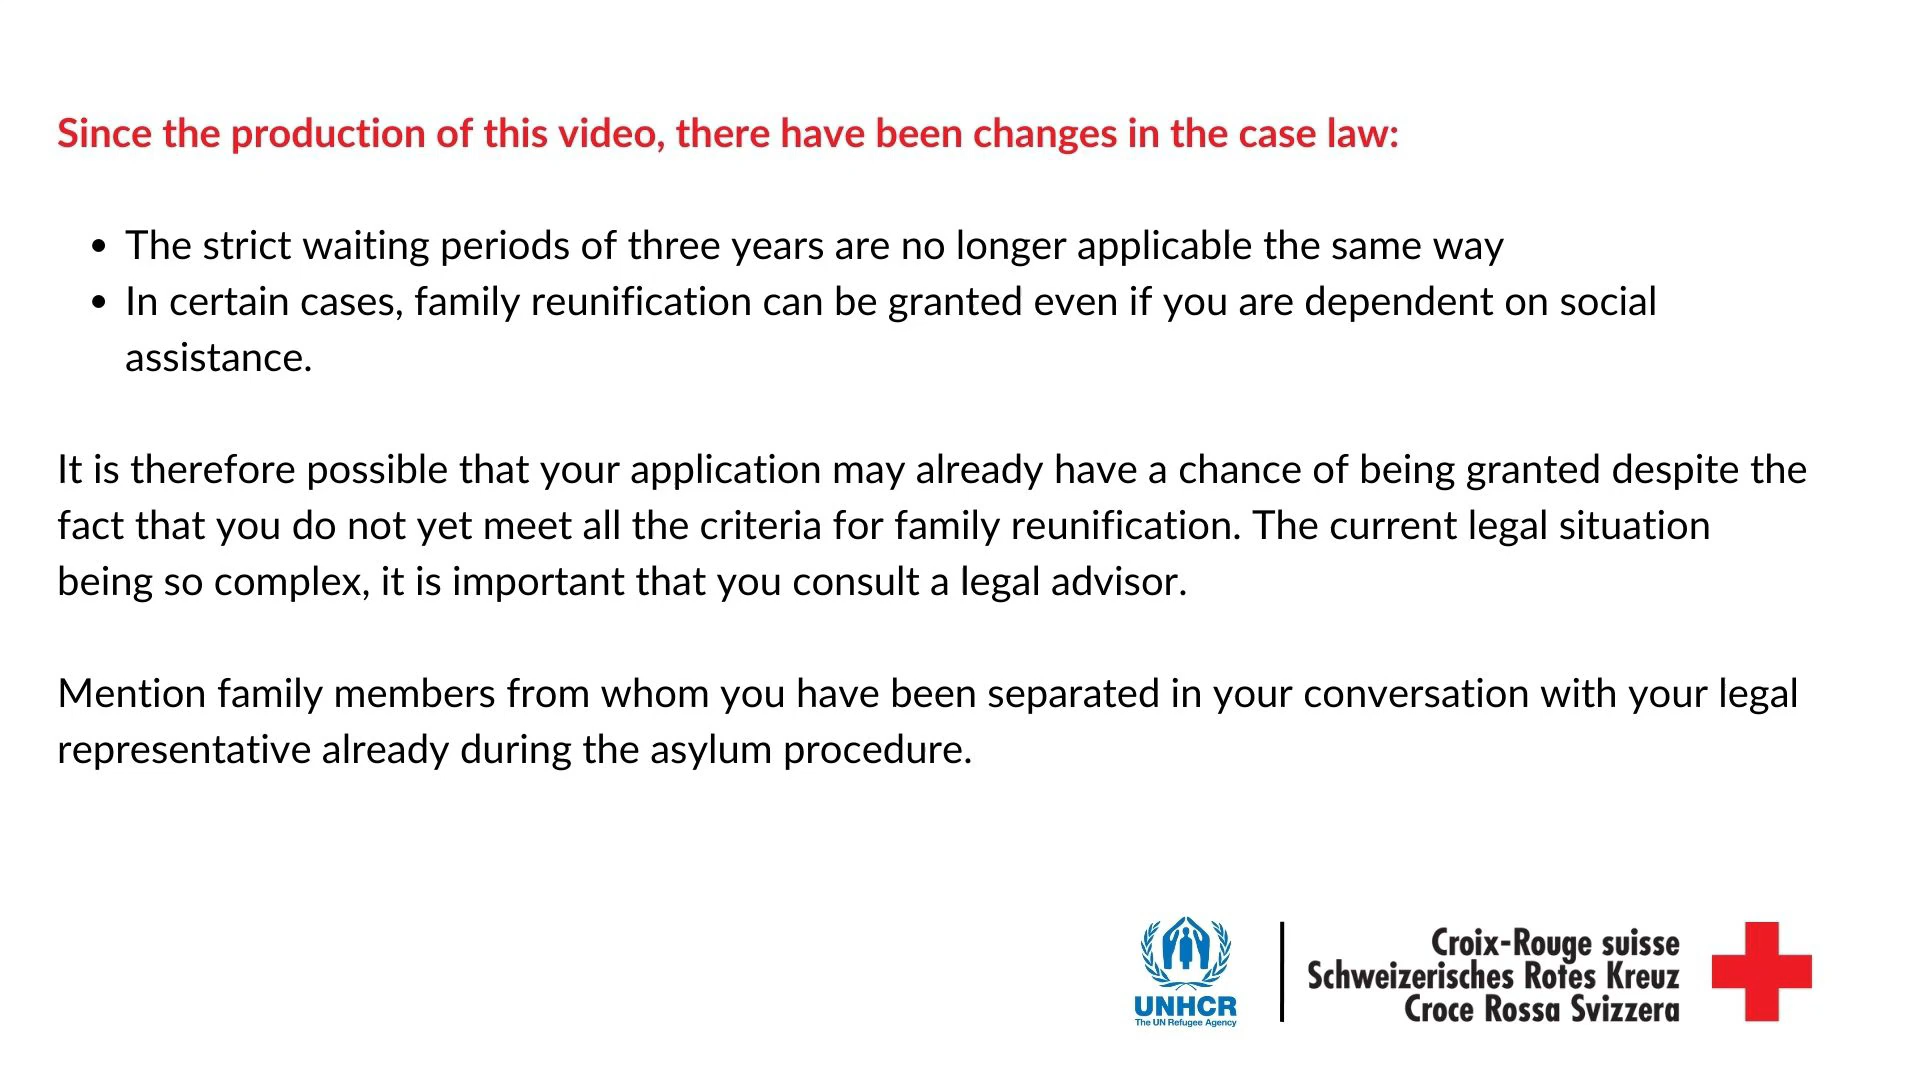 Since the production of this video, there have been changes in the case law:
• The strict waiting periods of three years are no longer applicable the same way
• In certain cases, family reunification can be granted even if you are dependent on social
assistance.
It is therefore possible that your application may already have a chance of being granted despite the
fact that you do not yet meet all the criteria for family reunification. The current legal situation
being so complex, it is important that you consult a legal advisor.
Mention family members from whom you have been separated in your conversation with your legal
representative already during the asylum procedure.
UNHCR
The UN Refugee Agency
Croix-Rouge suisse
Schweizerisches Rotes Kreuz
Croce Rossa Svizzera